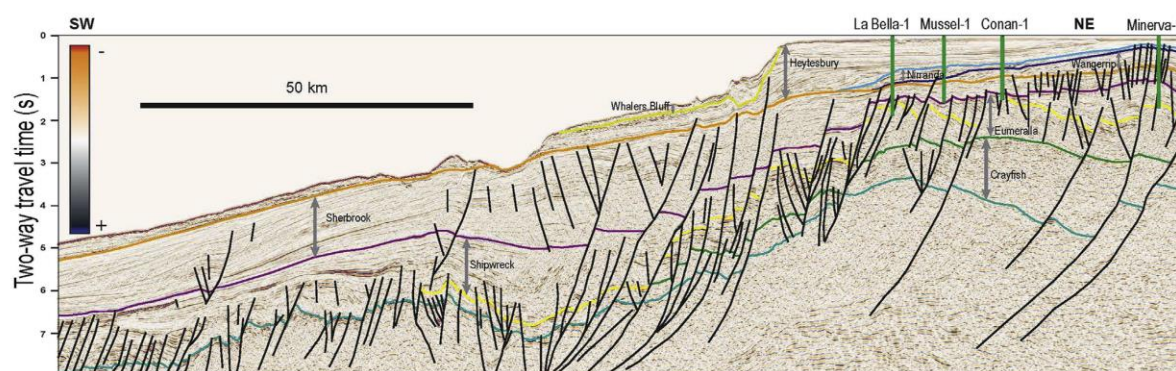 SW
La Bella-1
Mussel-1
Conan-1
NE
Minerva-
0
1
2
3
4
5
6
7
Two-way travel time (s)
-
+
50 km
Heytesbury
Nirranda
Wangerrip
Whalers Bluff
Eumeralla
Crayfish
Sherbrook
Shipwreck